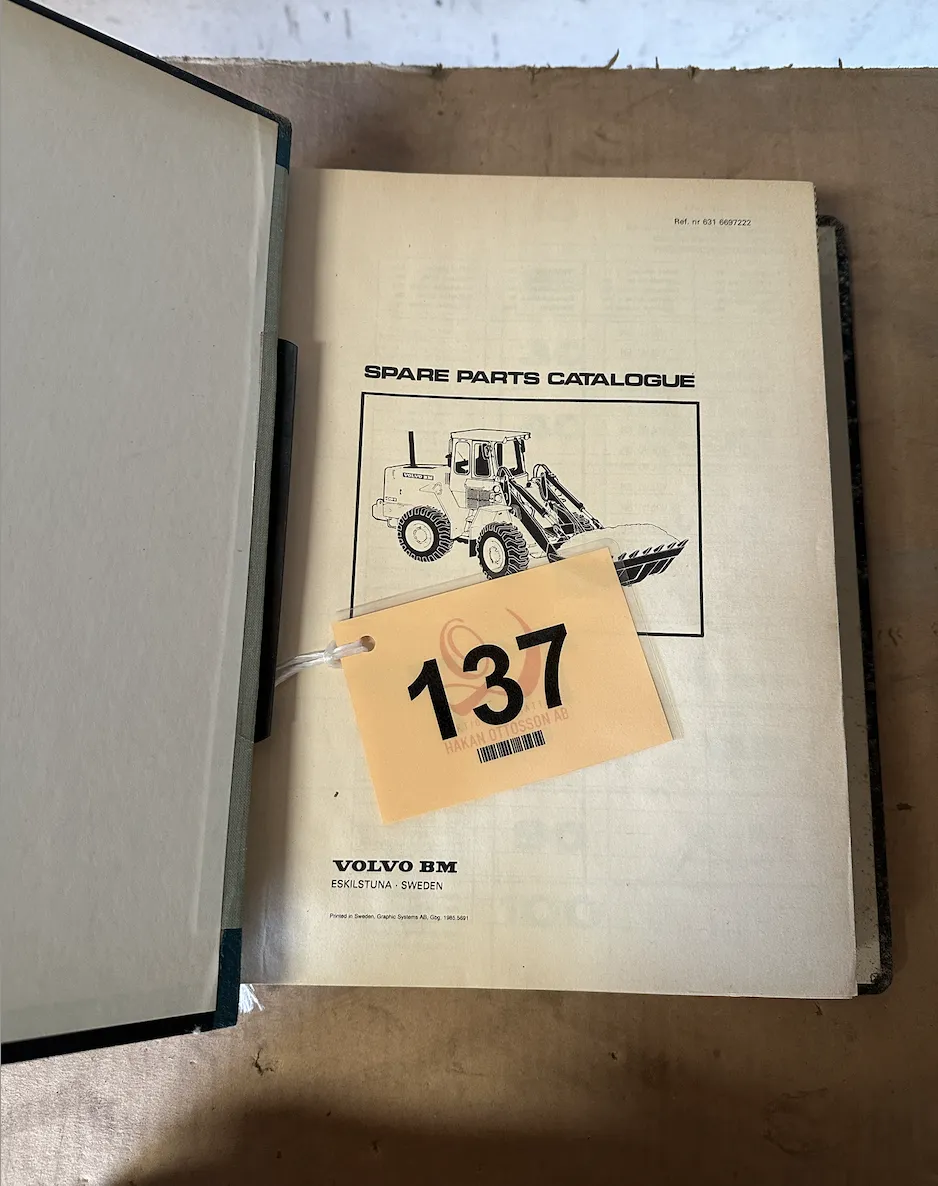 Ref. nr 631 6697222
SPARE PARTS CATALOGUE
VOLVO BM
137
HÅKAN OTTOSSON AB
VOLVO BM
ESKILSTUNA · SWEDEN
Printed in Sweden, Graphic Systems AB, Gbg. 1985.5691